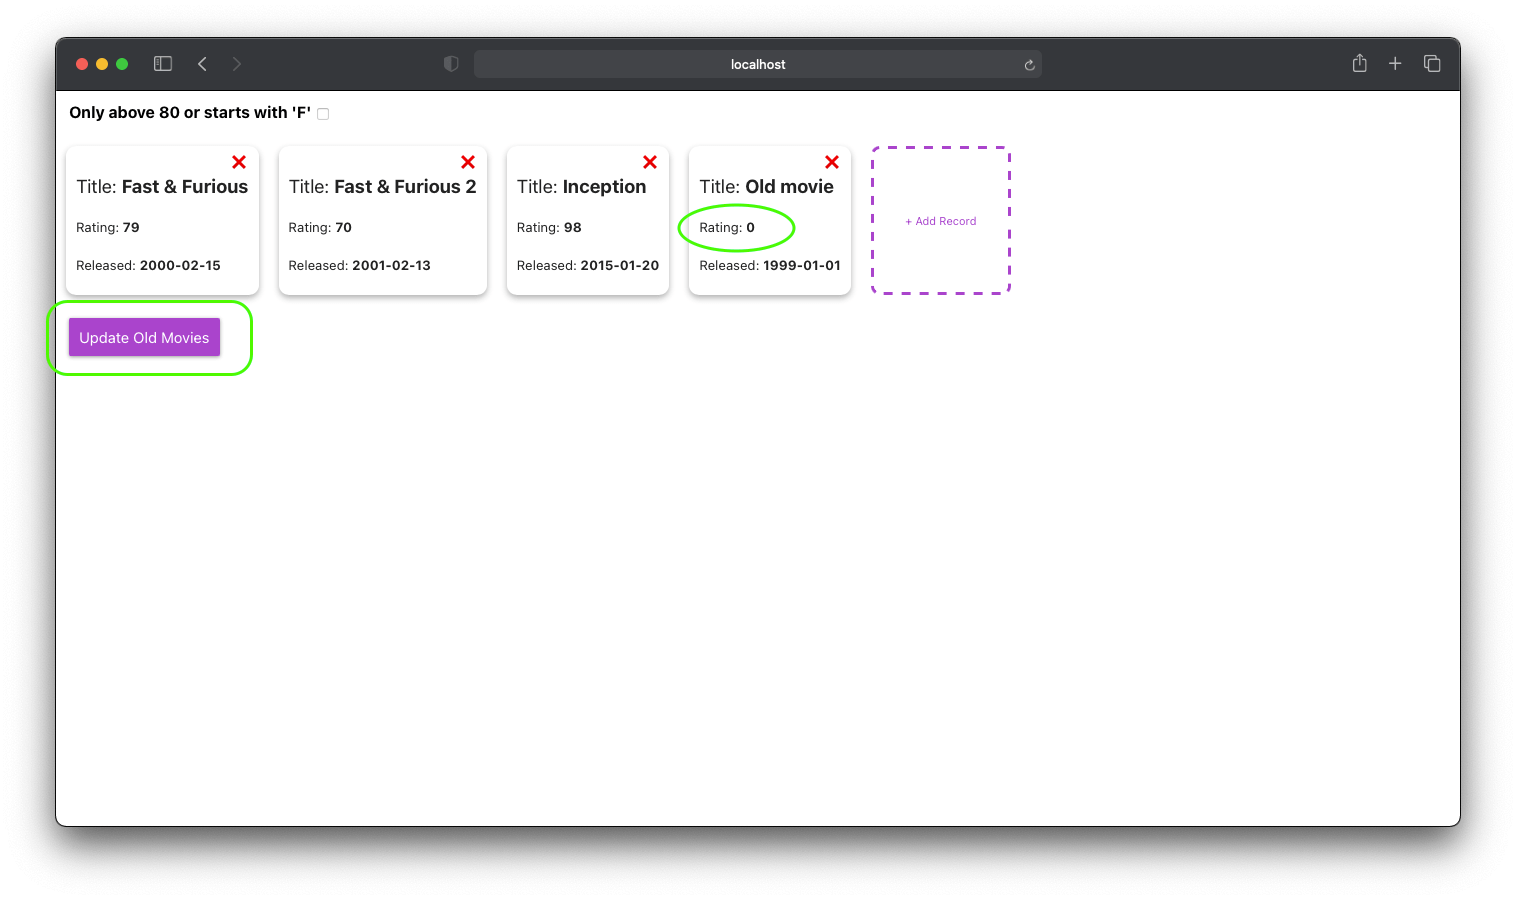 localhost
Only above 80 or starts with 'F'
Title: Fast & Furious
Rating: 79
Released: 2000-02-15
Title: Fast & Furious 2
Rating: 70
Released: 2001-02-13
Title: Inception
Rating: 98
Released: 2015-01-20
Title: Old movie
Rating: 0
Released: 1999-01-01
+ Add Record
Update Old Movies